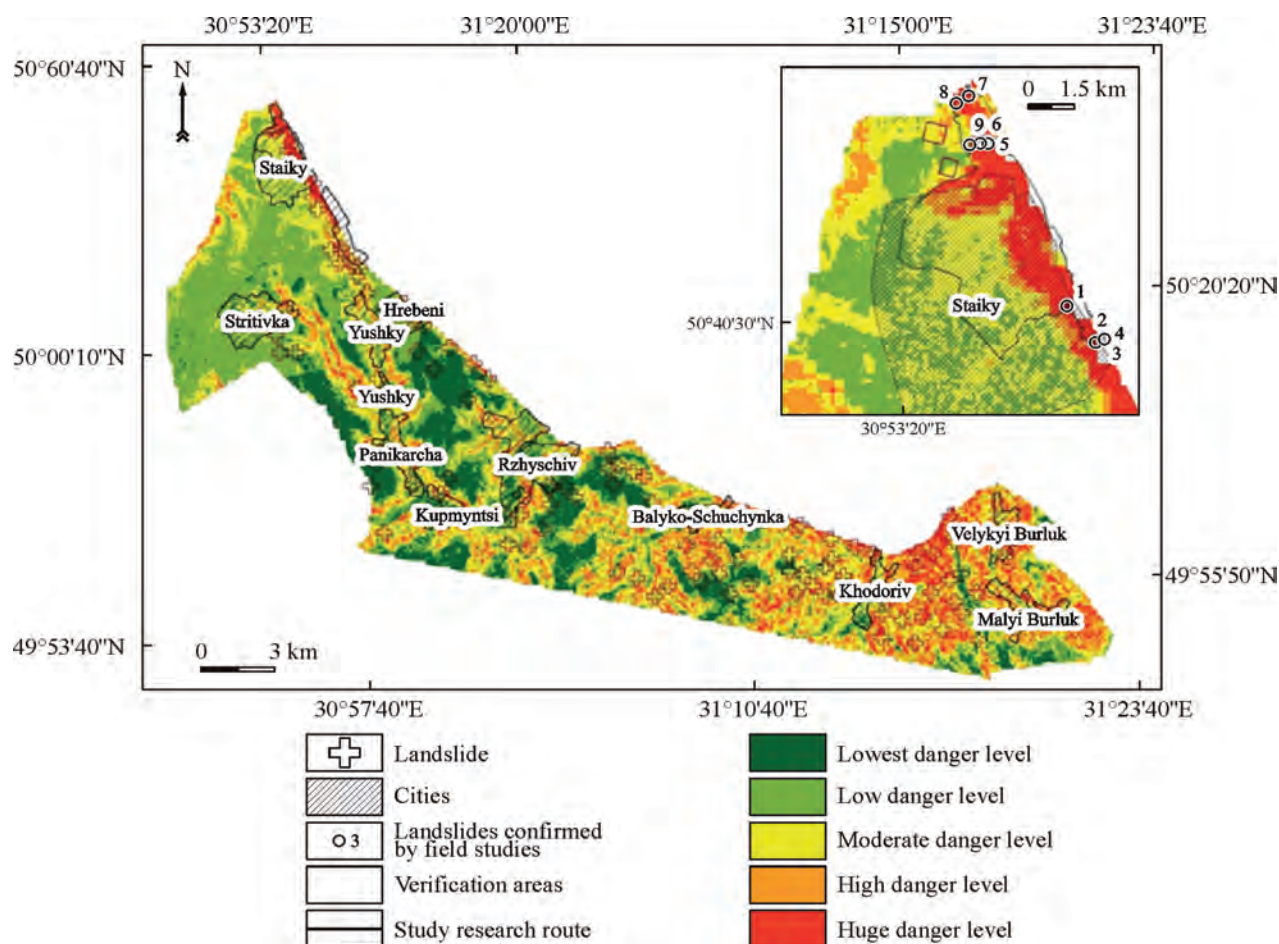 30°53'20"E 31°20'00"E 31°15'00"E 31°23'40"E
50°60'40"N
N
0 1.5 km
7
8
9 6
5
Staiky
1
2
4
3
50°40'30"N
30°53'20"E
50°20'20"N
Staiky
Hrebeni
Stritivka
Yushky
50°00'10"N
Yushky
Panikarcha
Rzhyschiv
Kupmyntsi
Balyko-Schuchynka
Velykyi Burluk
49°55'50"N
Khodoriv
Malyi Burluk
49°53'40"N
0 3 km
30°57'40"E 31°10'40"E 31°23'40"E
Landslide
Cities
3 Landslides confirmed
by field studies
Verification areas
Study research route
Lowest danger level
Low danger level
Moderate danger level
High danger level
Huge danger level